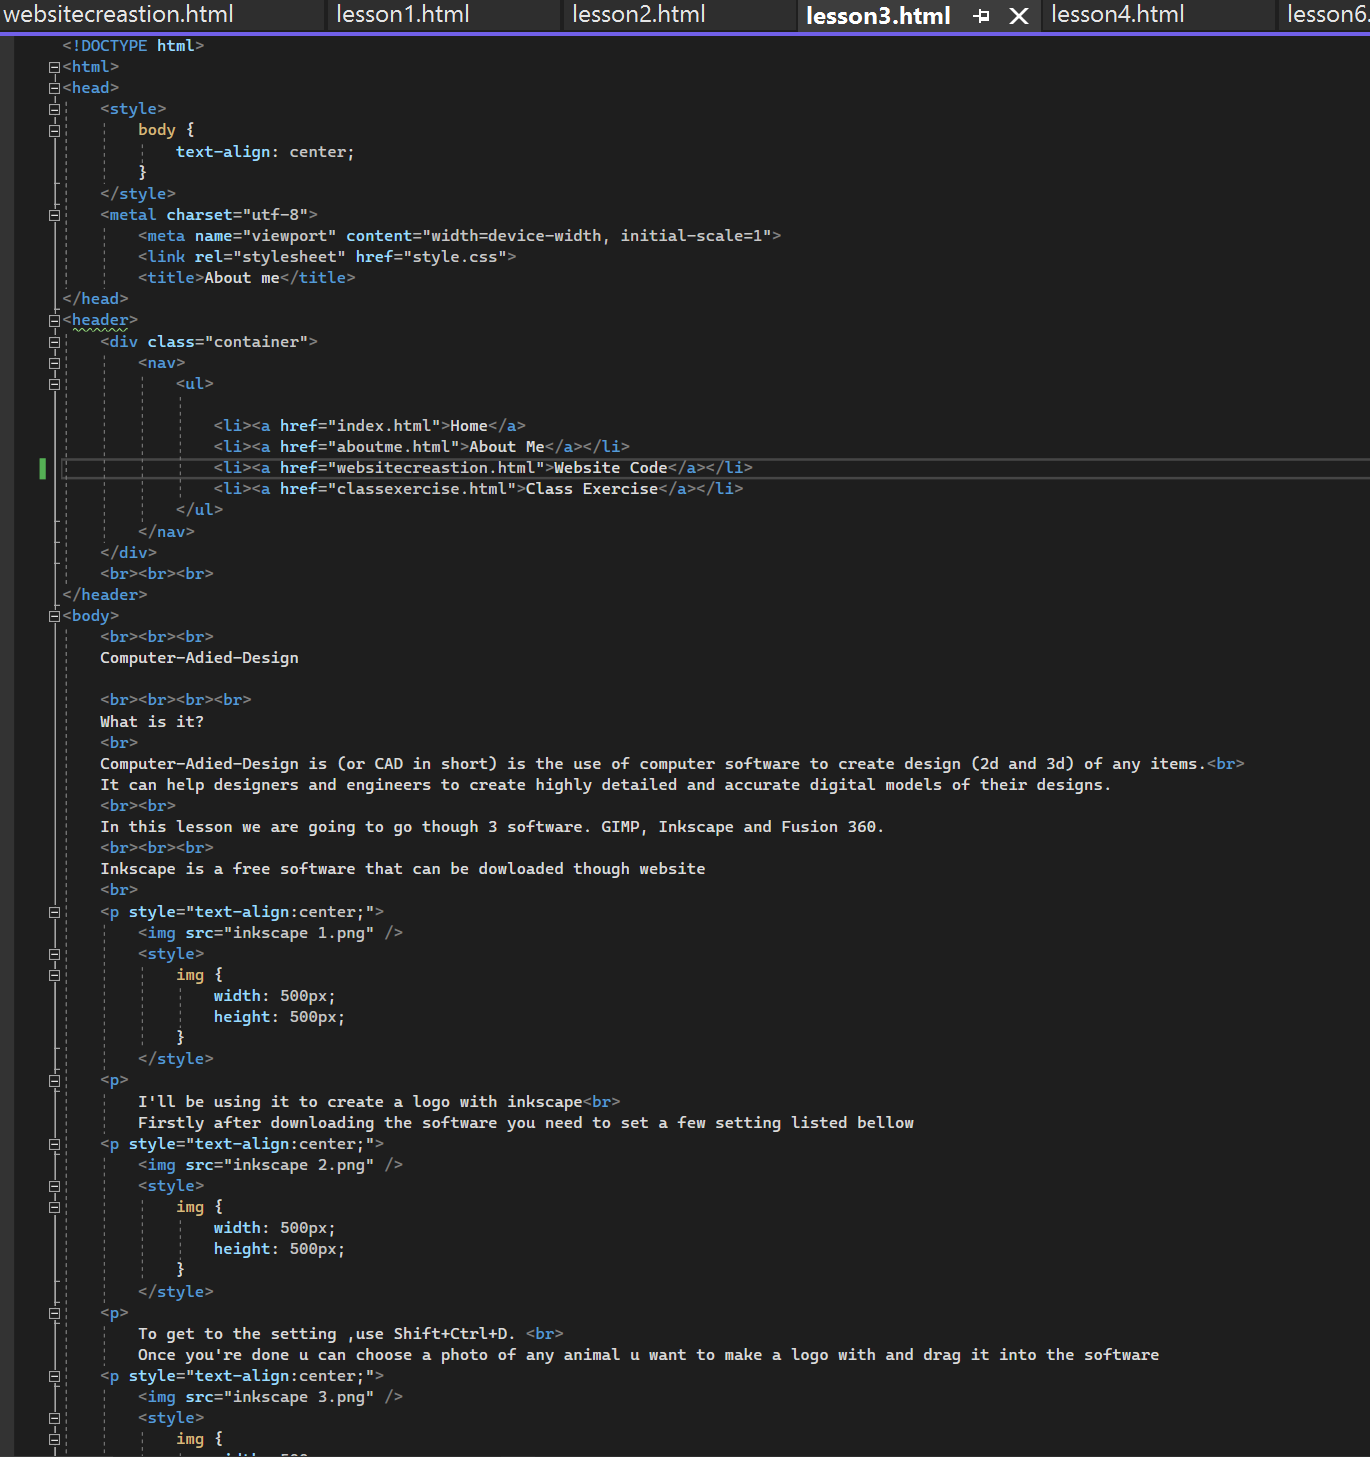 websitecreastion.html lesson1.html lesson2.html lesson3.html lesson4.html lesson6.
<!DOCTYPE html>
<html>
<head>
    <style>
        body {
            text-align: center;
        }
    </style>
    <metal charset="utf-8">
        <meta name="viewport" content="width=device-width, initial-scale=1">
        <link rel="stylesheet" href="style.css">
        <title>About me</title>
</head>
<header>
    <div class="container">
        <nav>
            <ul>

                <li><a href="index.html">Home</a>
                <li><a href="aboutme.html">About Me</a></li>
                <li><a href="websitecreastion.html">Website Code</a></li>
                <li><a href="classexercise.html">Class Exercise</a></li>
            </ul>
        </nav>
    </div>
    <br><br><br>
</header>
<body>
    <br><br><br>
    Computer-Adied-Design

    <br><br><br><br>
    What is it?
    <br>
    Computer-Adied-Design is (or CAD in short) is the use of computer software to create design (2d and 3d) of any items.<br>
    It can help designers and engineers to create highly detailed and accurate digital models of their designs.
    <br><br>
    In this lesson we are going to go though 3 software. GIMP, Inkscape and Fusion 360.
    <br><br><br>
    Inkscape is a free software that can be dowloaded though website
    <br>
    <p style="text-align:center;">
        <img src="inkscape 1.png" />
        <style>
            img {
                width: 500px;
                height: 500px;
            }
        </style>
    <p>
        I'll be using it to create a logo with inkscape<br>
        Firstly after downloading the software you need to set a few setting listed bellow
    <p style="text-align:center;">
        <img src="inkscape 2.png" />
        <style>
            img {
                width: 500px;
                height: 500px;
            }
        </style>
    <p>
        To get to the setting ,use Shift+Ctrl+D. <br>
        Once you're done u can choose a photo of any animal u want to make a logo with and drag it into the software
    <p style="text-align:center;">
        <img src="inkscape 3.png" />
        <style>
            img {